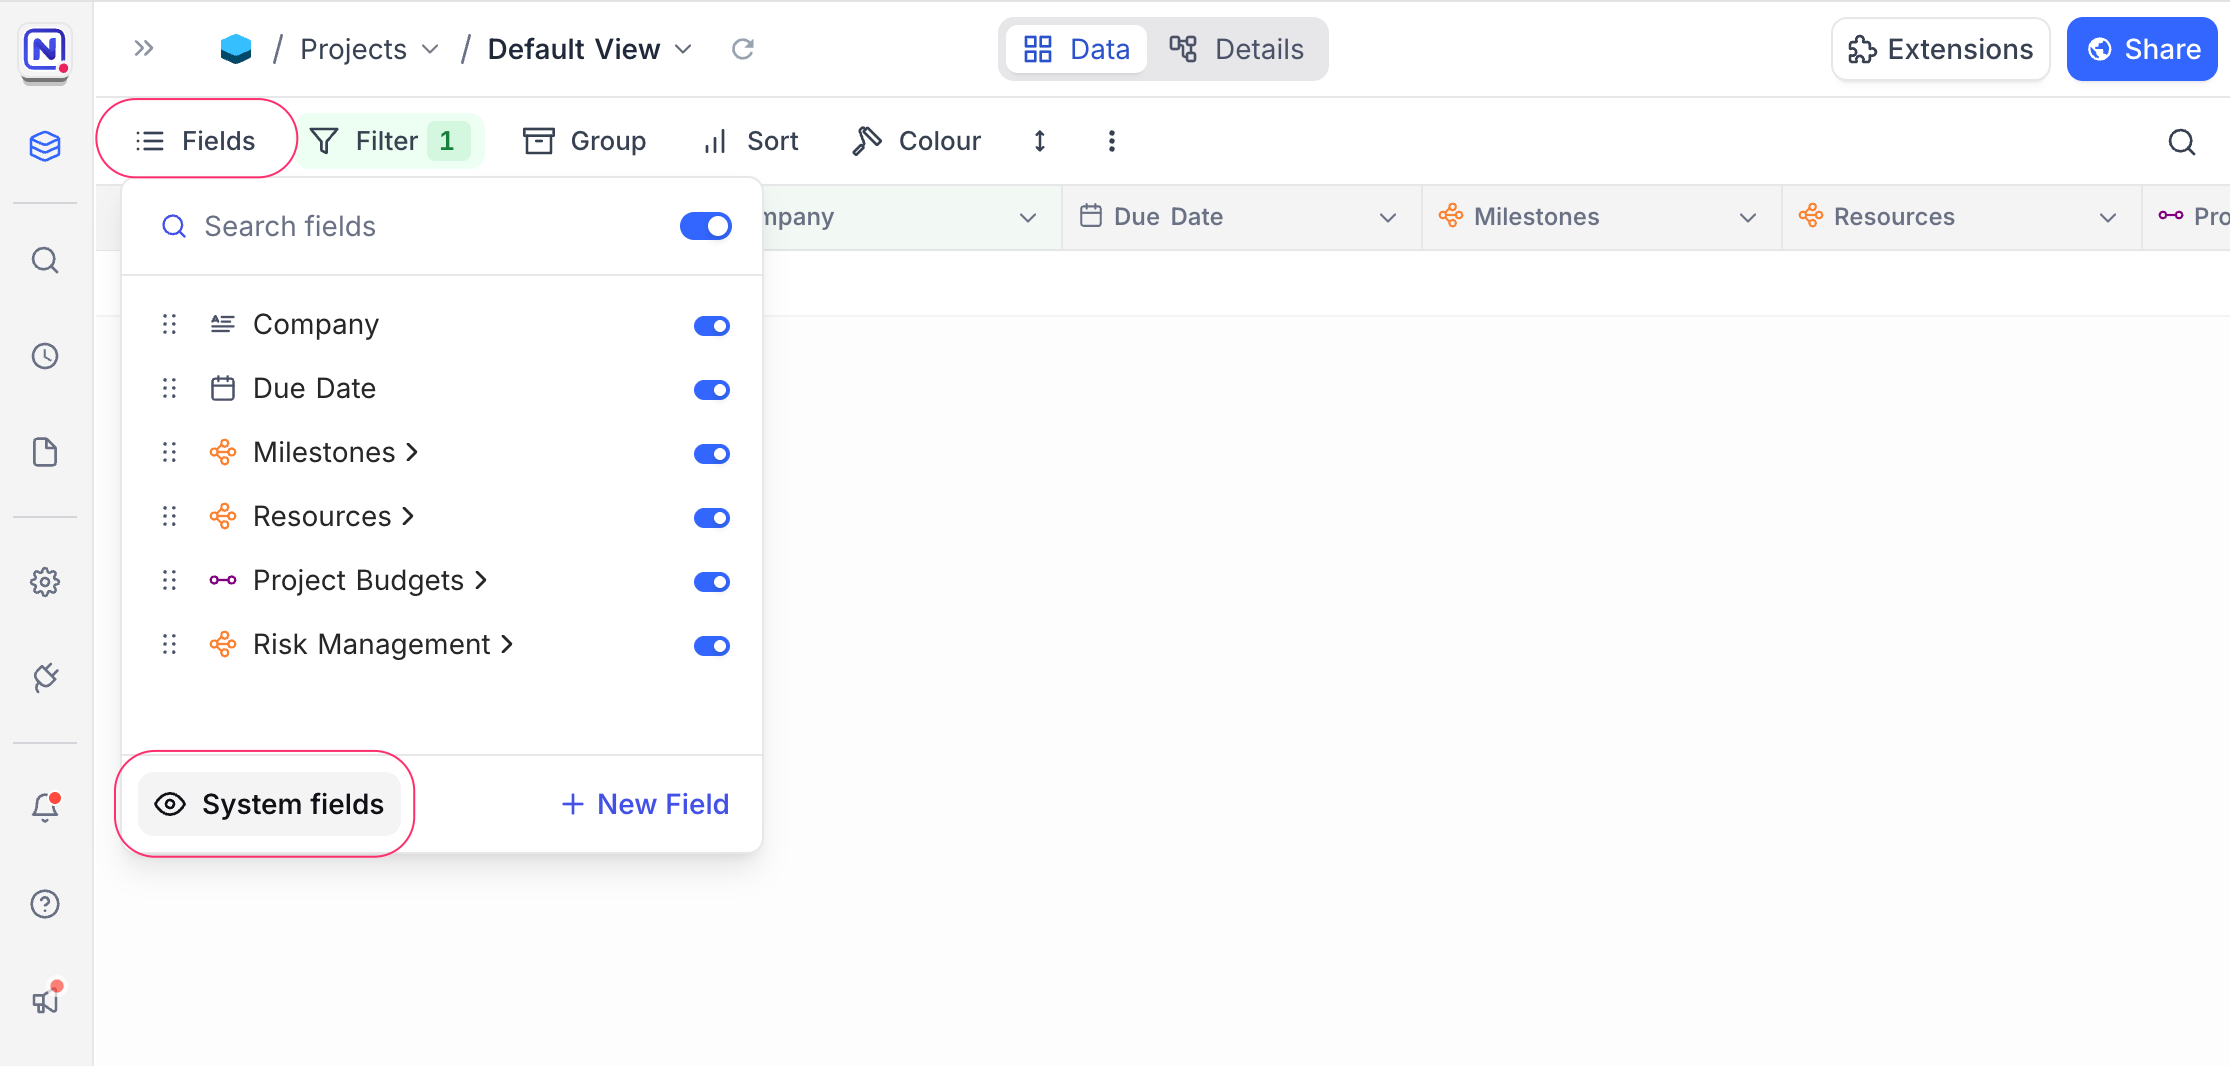 Projects / Default View
Data
Details
Extensions
Share
Fields
Filter 1
Group
Sort
Colour
Search fields
mpany
Due Date
Milestones
Resources
Pro
Company
Due Date
Milestones
Resources
Project Budgets
Risk Management
System fields
+ New Field